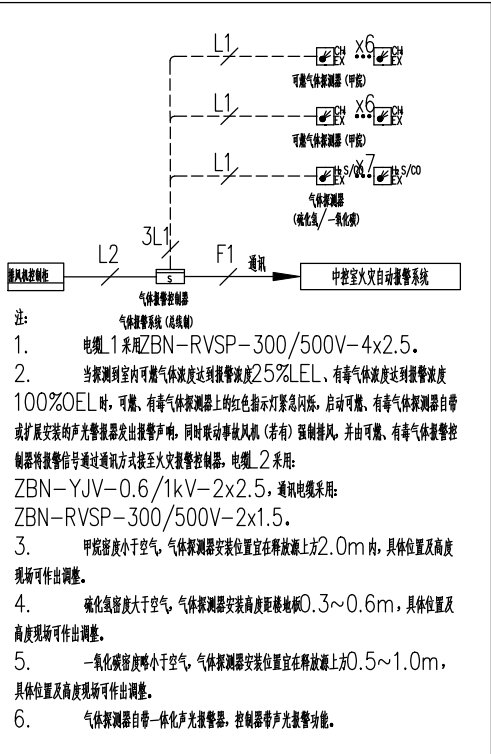 L1 CH₄ EX x6 CH₄ EX
可燃气体探测器(甲烷)
L1 CH₄ EX x6 CH₄ EX
可燃气体探测器(甲烷)
L1 H₂S/CO EX x7 H₂S/CO EX
气体探测器
(硫化氢/一氧化碳)
3L1
L2 F1 通讯
排风机控制柜 S 中控室火灾自动报警系统
气体报警控制器
注: 气体报警系统(总线制)
1. 电缆L1采用ZBN-RVSP-300/500V-4x2.5。
2. 当探测到室内可燃气体浓度达到报警浓度25%LEL、有毒气体浓度达到报警浓度
100%OEL时,可燃、有毒气体探测器上的红色指示灯紧急闪烁,启动可燃、有毒气体探测器自带
或扩展安装的声光警报器发出报警声响,同时联动事故风机(若有)强制排风,并由可燃、有毒气体报警控
制器将报警信号通过通讯方式接至火灾报警控制器,电缆L2采用:
ZBN-YJV-0.6/1kV-2x2.5,通讯电缆采用:
ZBN-RVSP-300/500V-2x1.5。
3. 甲烷密度小于空气,气体探测器安装位置宜在释放源上方2.0m内,具体位置及高度
现场可作出调整。
4. 硫化氢密度大于空气,气体探测器安装高度距楼地板0.3~0.6m,具体位置及
高度现场可作出调整。
5. 一氧化碳密度略小于空气,气体探测器安装位置宜在释放源上方0.5~1.0m,
具体位置及高度现场可作出调整。
6. 气体探测器自带一体化声光报警器,控制器带声光报警功能。